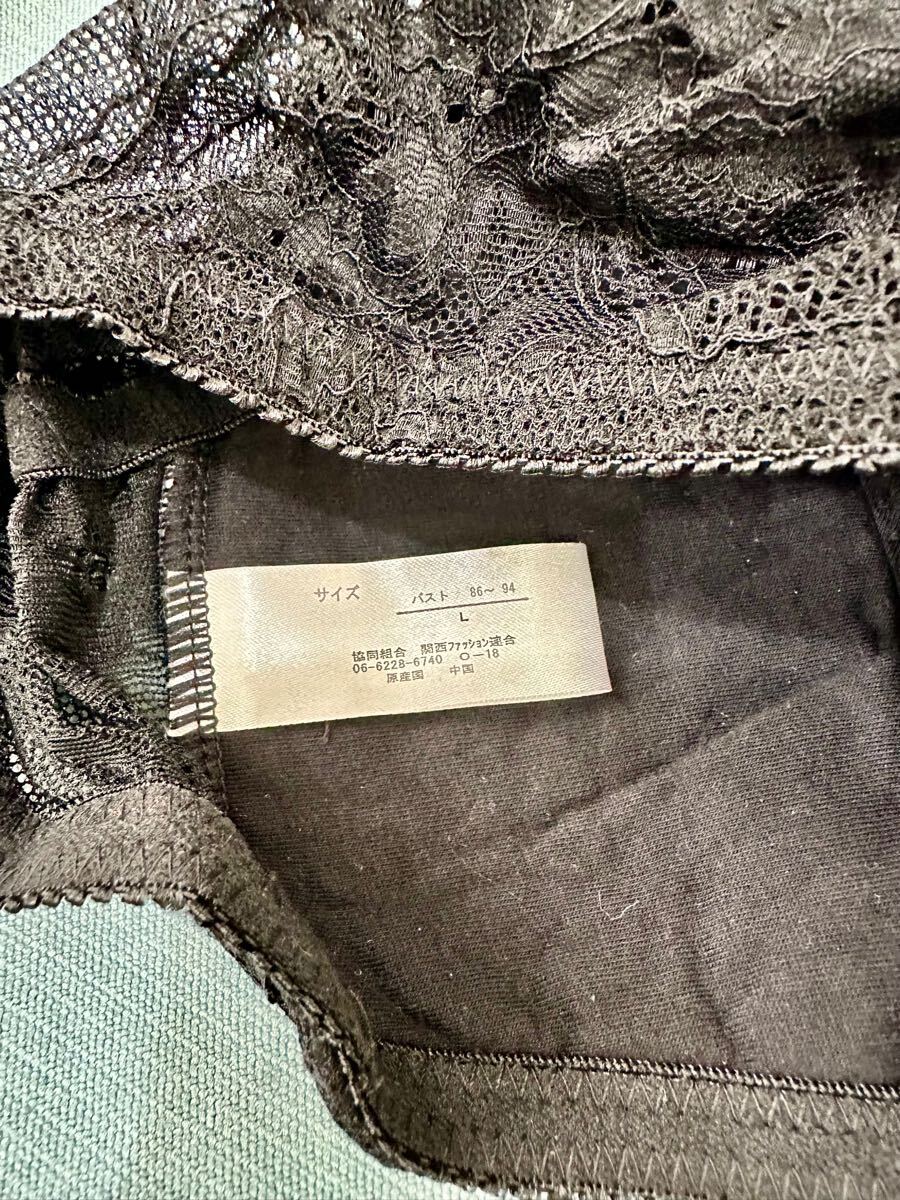 サイズ バスト 86〜 94
L
協同組合 関西ファッション連合
06-6228-6740 O-18
原産国 中国